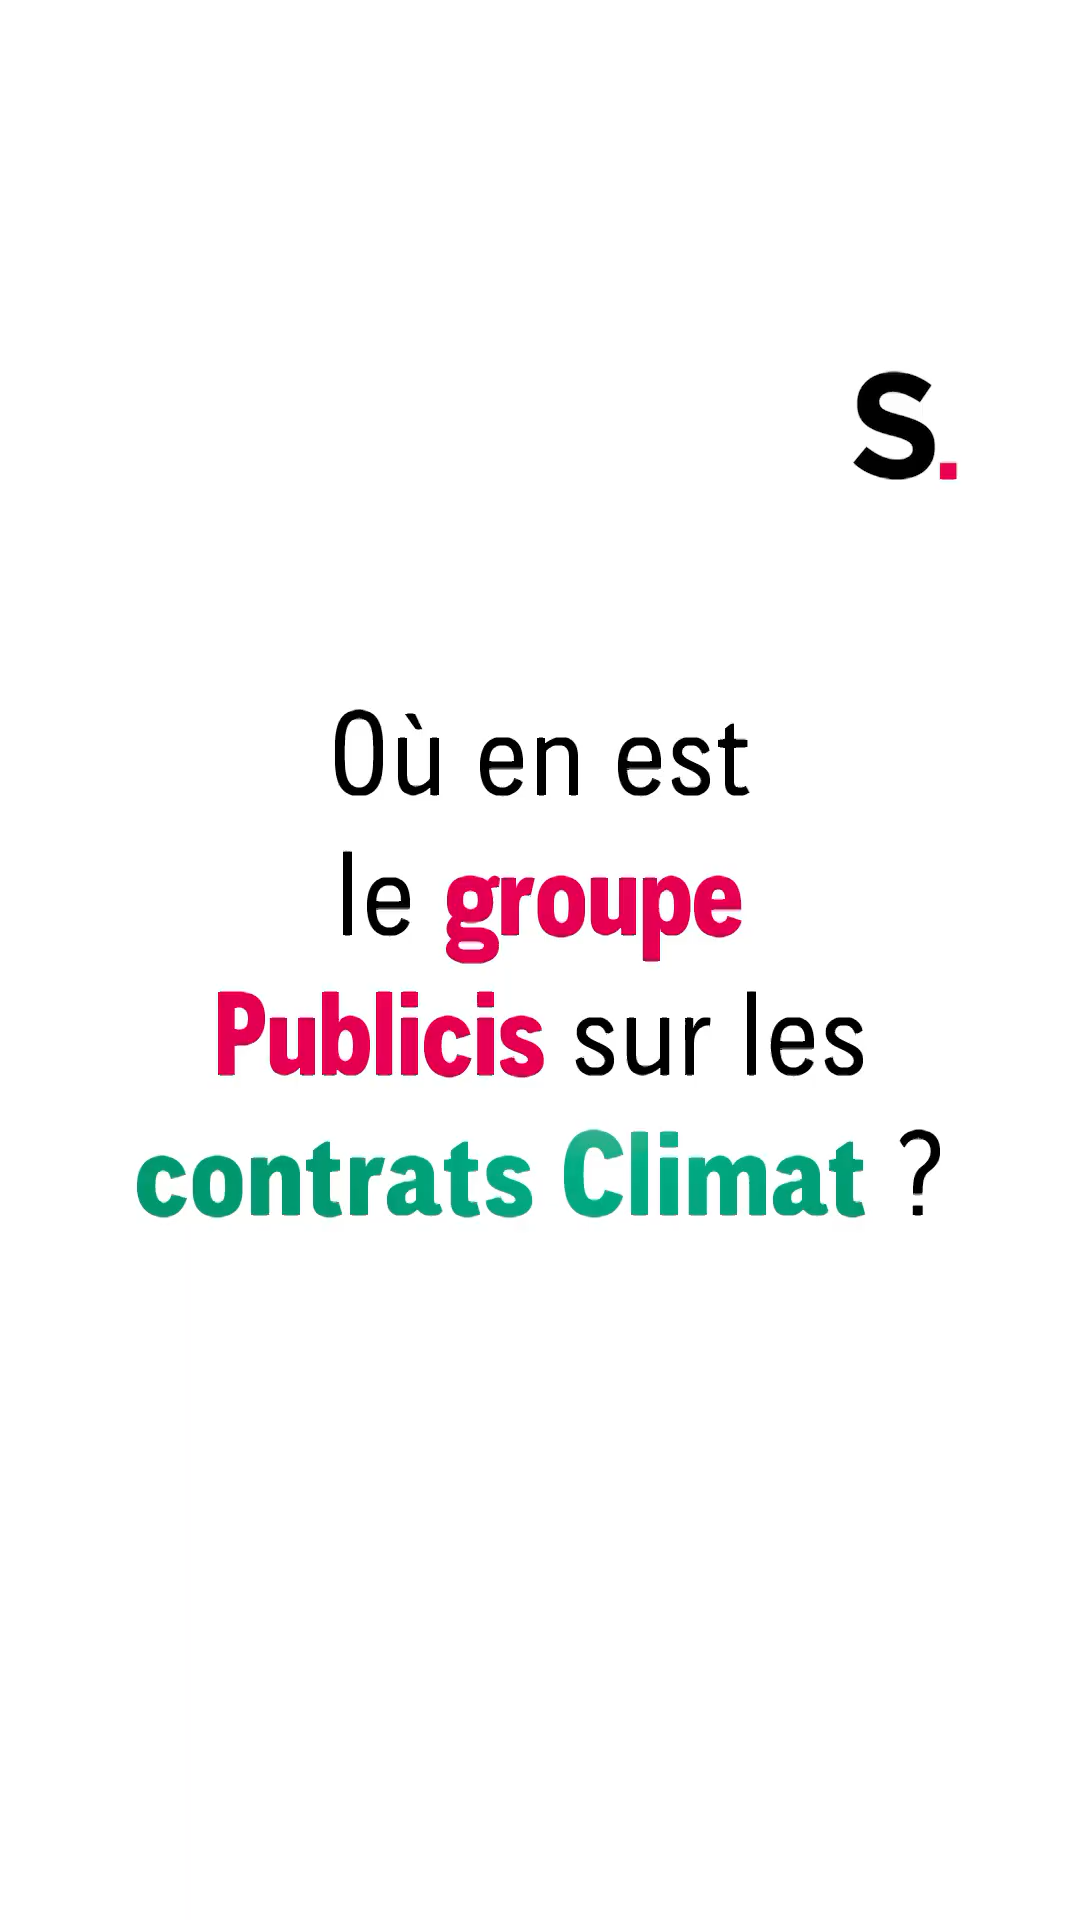 S.
Où en est
le groupe
Publicis sur les
contrats Climat ?